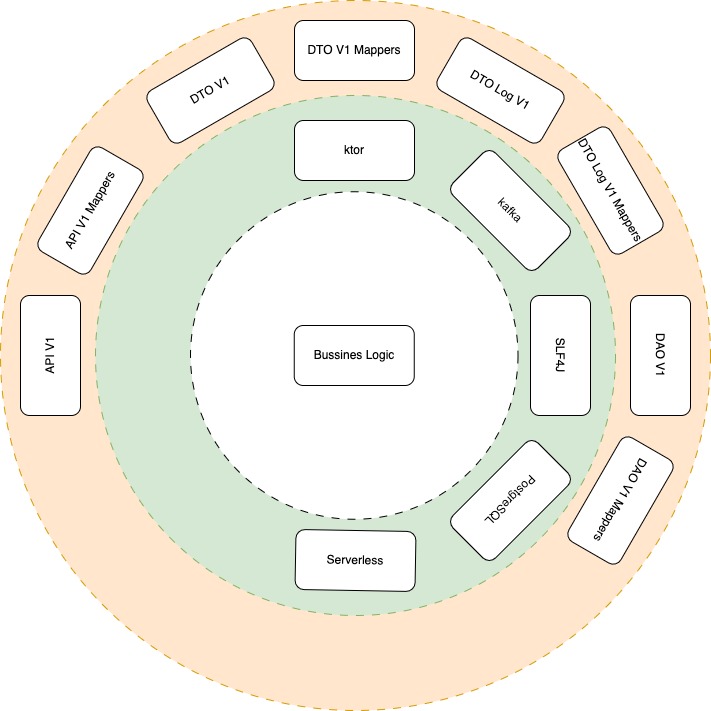 DTO V1 Mappers
DTO V1
DTO Log V1
API V1 Mappers
DTO Log V1 Mappers
ktor
kafka
API V1
Bussines Logic
SLF4J
DAO V1
PostgreSQL
DAO V1 Mappers
Serverless